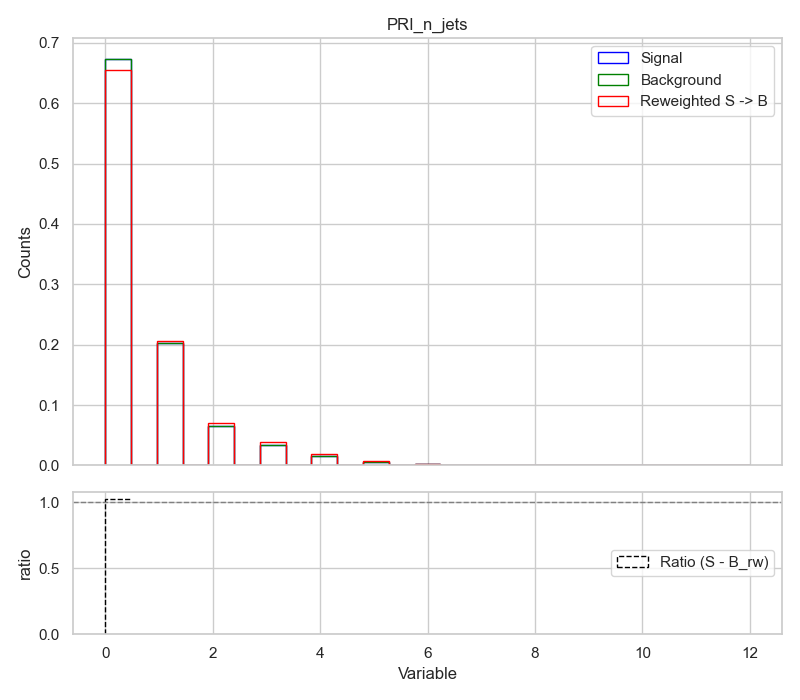 PRI_n_jets
0.7
0.6
0.5
0.4
0.3
0.2
0.1
0.0
Counts
Signal
Background
Reweighted S -> B
1.0
0.5
0.0
ratio
Ratio (S - B_rw)
0 2 4 6 8 10 12
Variable